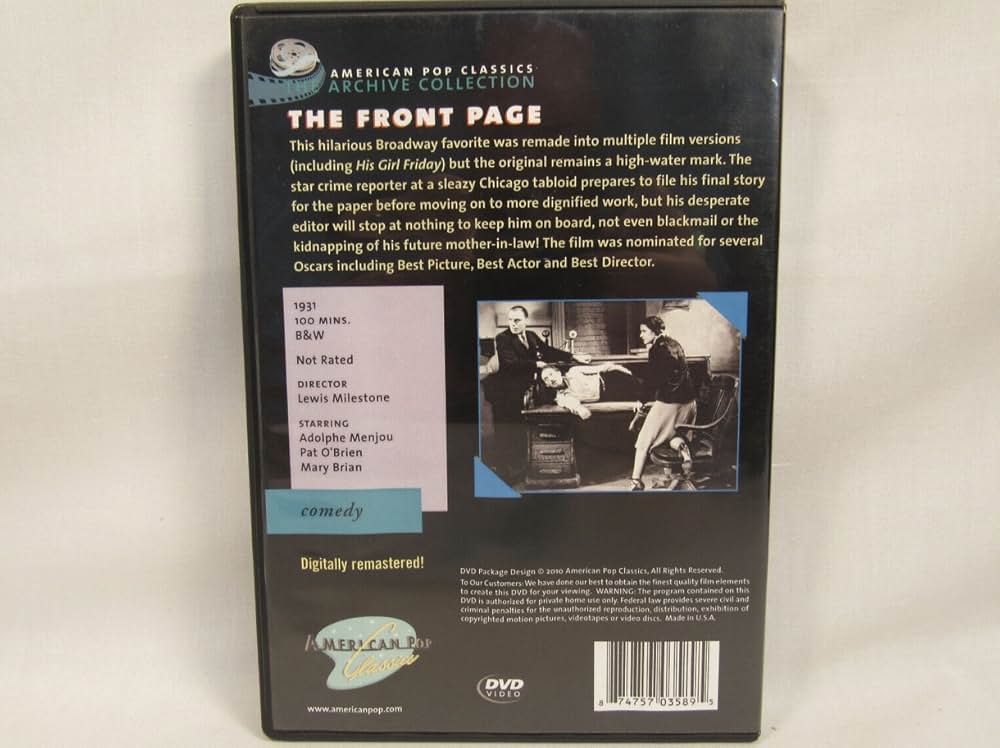 AMERICAN POP CLASSICS
THE ARCHIVE COLLECTION
THE FRONT PAGE
This hilarious Broadway favorite was remade into multiple film versions
(including His Girl Friday) but the original remains a high-water mark. The
star crime reporter at a sleazy Chicago tabloid prepares to file his final story
for the paper before moving on to more dignified work, but his desperate
editor will stop at nothing to keep him on board, not even blackmail or the
kidnapping of his future mother-in-law! The film was nominated for several
Oscars including Best Picture, Best Actor and Best Director.
1931
100 MINS.
B&W
Not Rated
DIRECTOR
Lewis Milestone
STARRING
Adolphe Menjou
Pat O'Brien
Mary Brian
comedy
Digitally remastered!
AMERICAN POP
Classics
www.americanpop.com
DVD Package Design © 2010 American Pop Classics, All Rights Reserved.
To Our Customers: We have done our best to obtain the finest quality film elements
to create this DVD for your viewing. WARNING: The program contained on this
DVD is authorized for private home use only. Federal law provides severe civil and
criminal penalties for the unauthorized reproduction, distribution, exhibition of
copyrighted motion pictures, videotapes or video discs. Made in U.S.A.
DVD
VIDEO
8 74757 03589 5